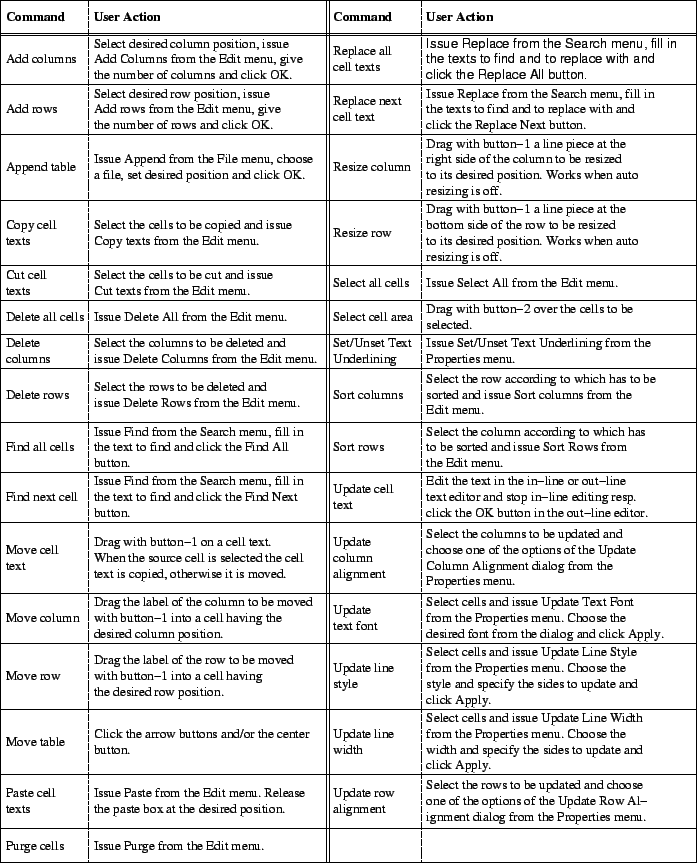 Command User Action Command User Action
Add columns
Select desired column position, issue
Add Columns from the Edit menu, give
the number of columns and click OK.
Replace all
cell texts
Issue Replace from the Search menu, fill in
the texts to find and to replace with and
click the Replace All button.
Add rows
Select desired row position, issue
Add rows from the Edit menu, give
the number of rows and click OK.
Replace next
cell text
Issue Replace from the Search menu, fill in
the texts to find and to replace with and
click the Replace Next button.
Append table
Issue Append from the File menu, choose
a file, set desired position and click OK.
Resize column
Drag with button−1 a line piece at the
right side of the column to be resized
to its desired position. Works when auto
resizing is off.
Copy cell
texts
Select the cells to be copied and issue
Copy texts from the Edit menu.
Resize row
Drag with button−1 a line piece at the
bottom side of the row to be resized
to its desired position. Works when auto
resizing is off.
Cut cell
texts
Select the cells to be cut and issue
Cut texts from the Edit menu.
Select all cells
Issue Select All from the Edit menu.
Delete all cells
Issue Delete All from the Edit menu.
Select cell area
Drag with button−2 over the cells to be
selected.
Delete
columns
Select the columns to be deleted and
issue Delete Columns from the Edit menu.
Set/Unset Text
Underlining
Issue Set/Unset Text Underlining from the
Properties menu.
Delete rows
Select the rows to be deleted and
issue Delete Rows from the Edit menu.
Sort columns
Select the row according to which has to be
sorted and issue Sort columns from the
Edit menu.
Find all cells
Issue Find from the Search menu, fill in
the text to find and click the Find All
button.
Sort rows
Select the column according to which has
to be sorted and issue Sort Rows from
the Edit menu.
Find next cell
Issue Find from the Search menu, fill in
the text to find and click the Find Next
button.
Update cell
text
Edit the text in the in−line or out−line
text editor and stop in−line editing resp.
click the OK button in the out−line editor.
Move cell
text
Drag with button−1 on a cell text.
When the source cell is selected the cell
text is copied, otherwise it is moved.
Update
column
alignment
Select the columns to be updated and
choose one of the options of the Update
Column Alignment dialog from the
Properties menu.
Move column
Drag the label of the column to be moved
with button−1 into a cell having the
desired column position.
Update
text font
Select cells and issue Update Text Font
from the Properties menu. Choose the
desired font from the dialog and click Apply.
Move row
Drag the label of the row to be moved
with button−1 into a cell having
the desired row position.
Update line
style
Select cells and issue Update Line Style
from the Properties menu. Choose the
style and specify the sides to update and
click Apply.
Move table
Click the arrow buttons and/or the center
button.
Update line
width
Select cells and issue Update Line Width
from the Properties menu. Choose the
width and specify the sides to update and
click Apply.
Paste cell
texts
Issue Paste from the Edit menu. Release
the paste box at the desired position.
Update row
alignment
Select the rows to be updated and choose
one of the options of the Update Row Al−
ignment dialog from the Properties menu.
Purge cells
Issue Purge from the Edit menu.